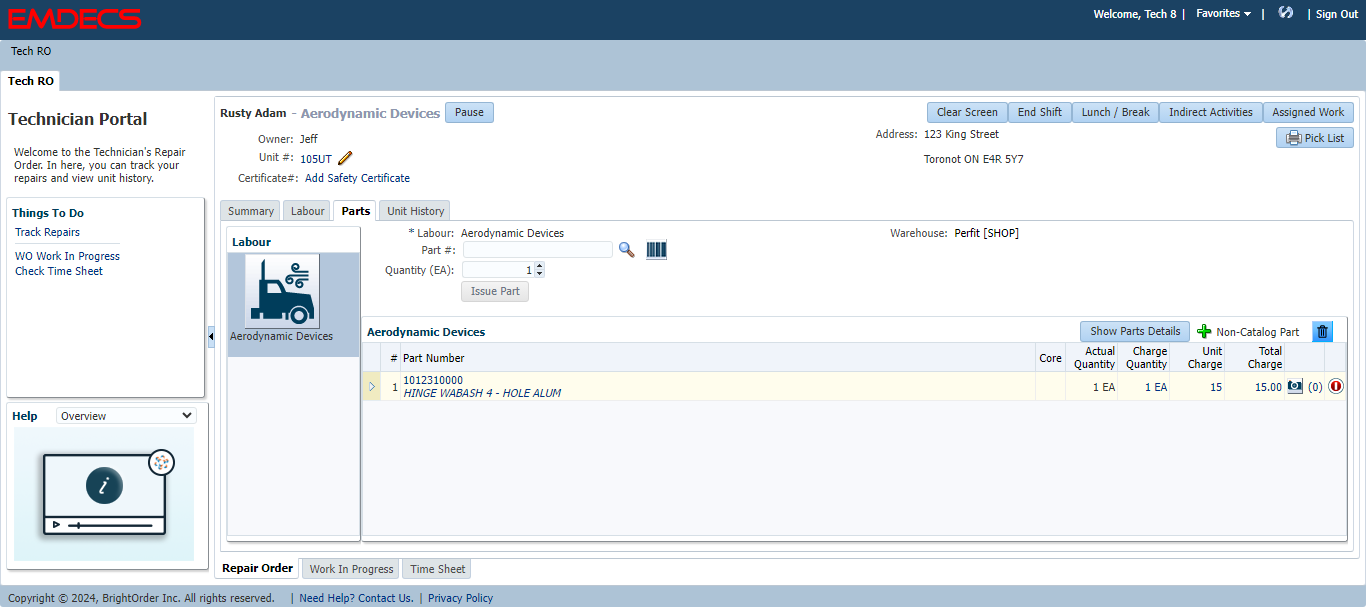 EMDECS
Welcome, Tech 8 | Favorites | | Sign Out
Tech RO
Tech RO
Technician Portal
Welcome to the Technician's Repair
Order. In here, you can track your
repairs and view unit history.
Things To Do
Track Repairs
WO Work In Progress
Check Time Sheet
Help Overview
i
Rusty Adam - Aerodynamic Devices Pause
Clear Screen End Shift Lunch / Break Indirect Activities Assigned Work
Owner: Jeff
Address: 123 King Street
Pick List
Unit #: 105UT
Toronot ON E4R 5Y7
Certificate#: Add Safety Certificate
Summary Labour Parts Unit History
Labour
Aerodynamic Devices
* Labour: Aerodynamic Devices
Warehouse: Perfit [SHOP]
Part #:
Quantity (EA): 1
Issue Part
Aerodynamic Devices
Show Parts Details Non-Catalog Part
# Part Number Core Actual Quantity Charge Quantity Unit Charge Total Charge
1 1012310000 1 EA 1 EA 15 15.00 (0)
HINGE WABASH 4 - HOLE ALUM
Repair Order Work In Progress Time Sheet
Copyright © 2024, BrightOrder Inc. All rights reserved. | Need Help? Contact Us. | Privacy Policy